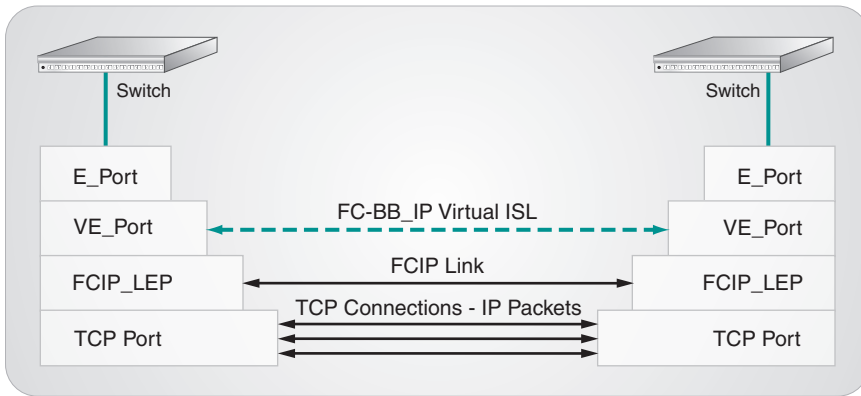 Switch
Switch
E_Port
E_Port
VE_Port
FC-BB_IP Virtual ISL
VE_Port
FCIP_LEP
FCIP Link
FCIP_LEP
TCP Port
TCP Connections - IP Packets
TCP Port